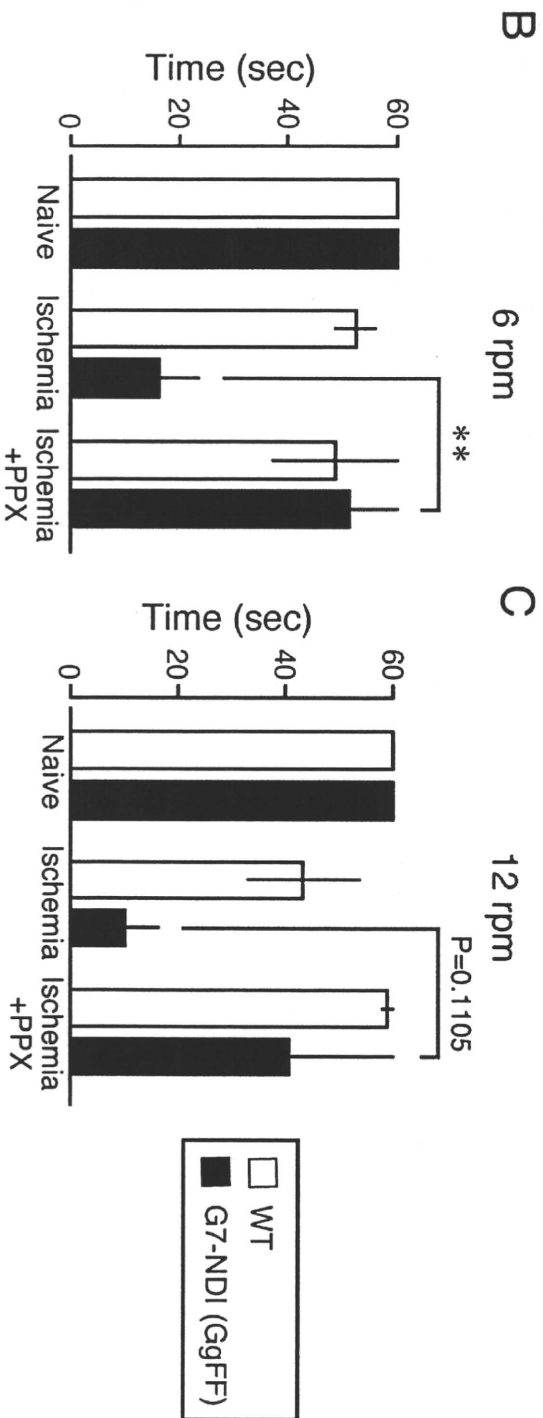 B
6 rpm
Time (sec)
60
40
20
0
**
Naive
Ischemia
Ischemia
+PPX
C
12 rpm
Time (sec)
60
40
20
0
P=0.1105
Naive
Ischemia
Ischemia
+PPX
WT
G7-NDI (GgFF)